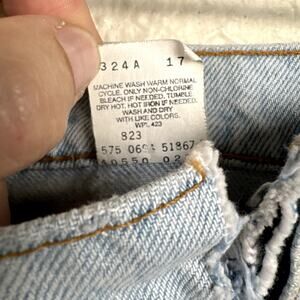 324A 17
MACHINE WASH WARM NORMAL
CYCLE. ONLY NON-CHLORINE
BLEACH IF NEEDED. TUMBLE
DRY HOT. HOT IRON IF NEEDED.
WASH AND DRY
WITH LIKE COLORS.
WPL 423
823
575 0694 51867